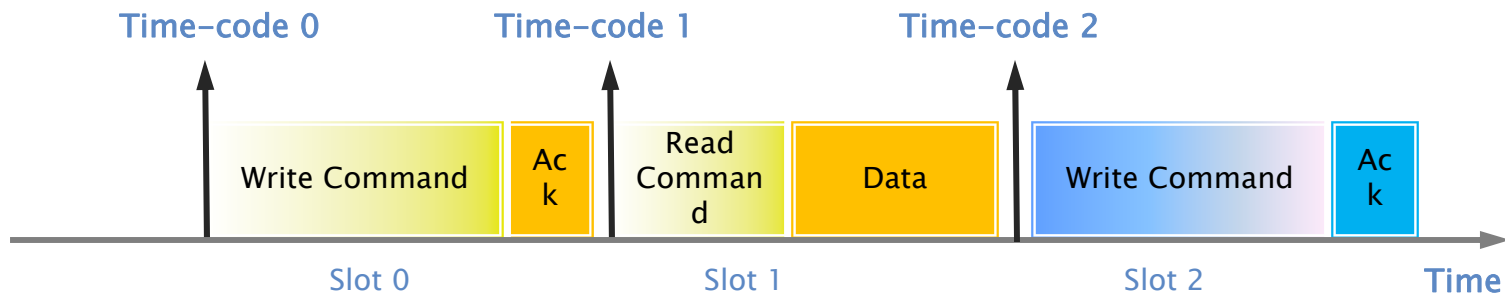 Time-code 0
Time-code 1
Time-code 2
Write Command
Ac
k
Read
Comman
d
Data
Write Command
Ac
k
Slot 0
Slot 1
Slot 2
Time